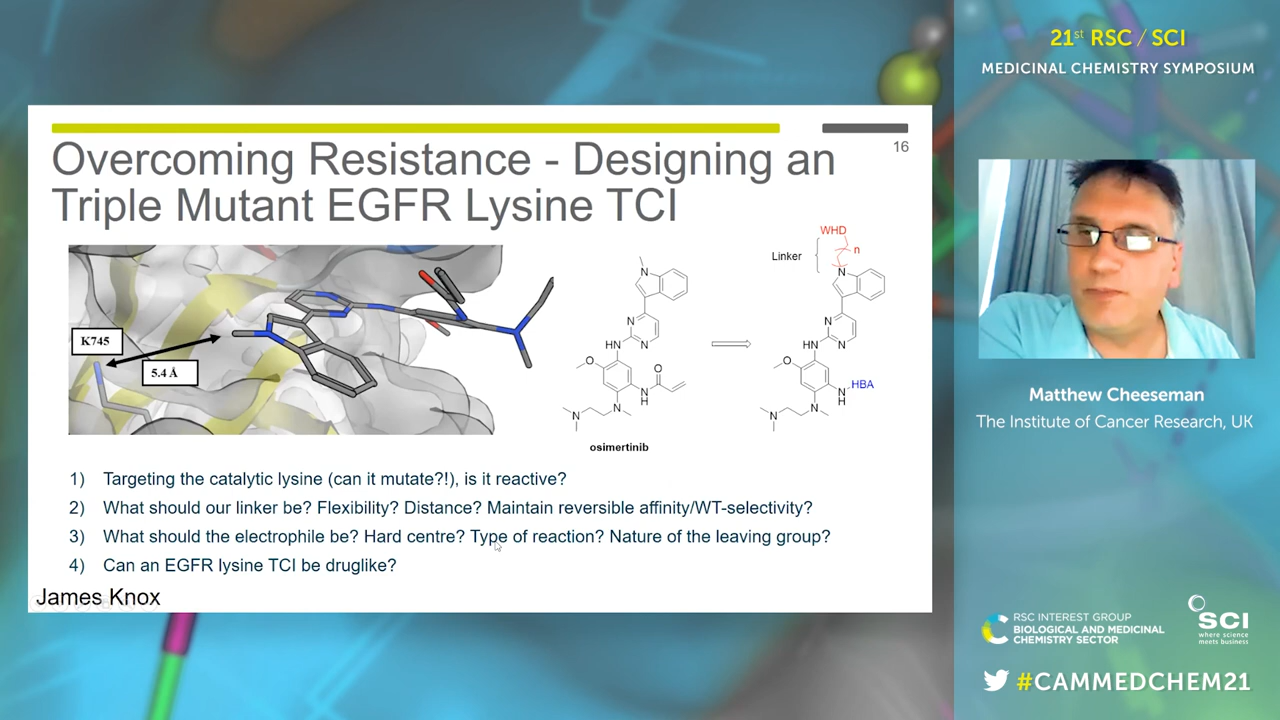 21st RSC / SCI
MEDICINAL CHEMISTRY SYMPOSIUM
16
Overcoming Resistance - Designing an
Triple Mutant EGFR Lysine TCI
K745
5.4 Å
N
N
N
HN
O
O
N
H
N
N
osimertinib
WHD
n
Linker
N
N
N
HN
O
HBA
N
H
N
N
1) Targeting the catalytic lysine (can it mutate?!), is it reactive?
2) What should our linker be? Flexibility? Distance? Maintain reversible affinity/WT-selectivity?
3) What should the electrophile be? Hard centre? Type of reaction? Nature of the leaving group?
4) Can an EGFR lysine TCI be druglike?
James Knox
Matthew Cheeseman
The Institute of Cancer Research, UK
RSC INTEREST GROUP
BIOLOGICAL AND MEDICINAL
CHEMISTRY SECTOR
SCI
where science
meets business
#CAMMEDCHEM21